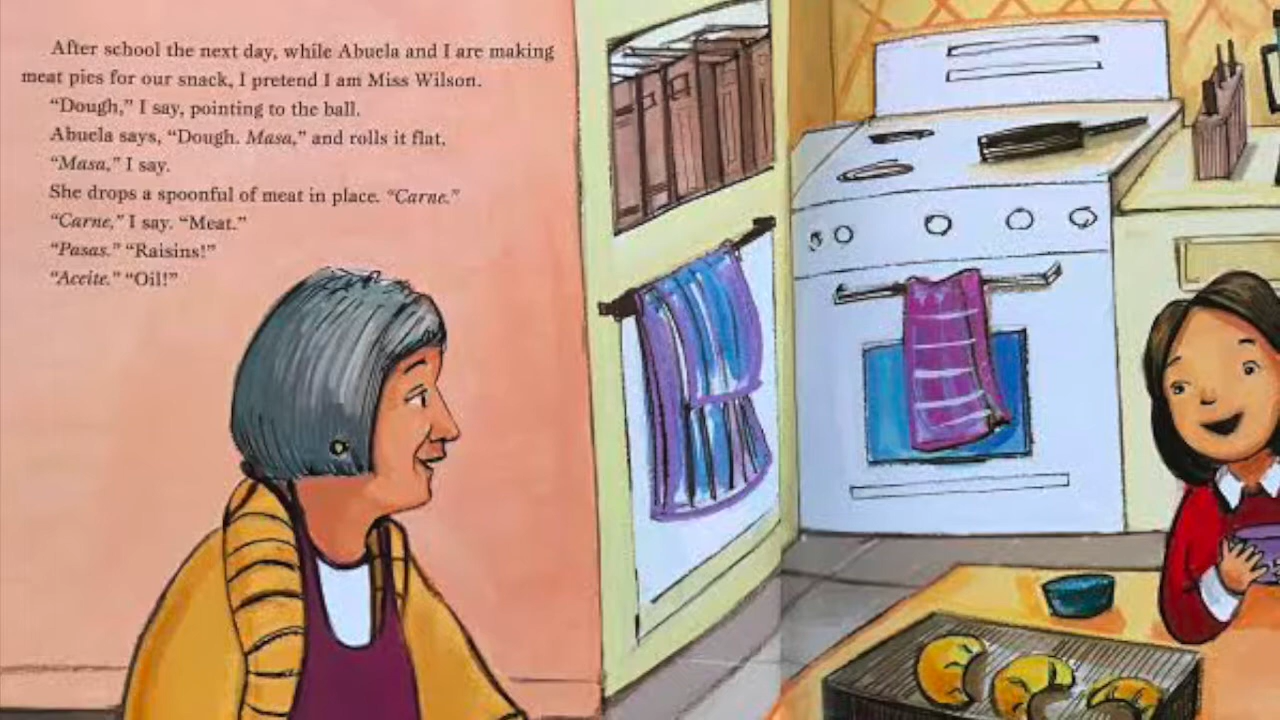 After school the next day, while Abuela and I are making
meat pies for our snack, I pretend I am Miss Wilson.
“Dough,” I say, pointing to the ball.
Abuela says, “Dough. Masa,” and rolls it flat.
“Masa,” I say.
She drops a spoonful of meat in place. “Carne.”
“Carne,” I say. “Meat.”
“Pasas.” “Raisins!”
“Aceite.” “Oil!”